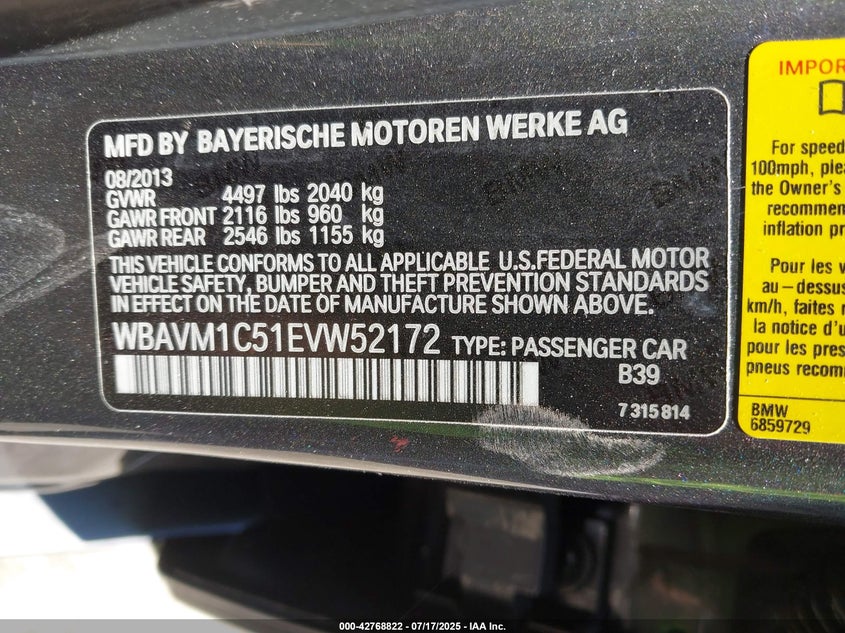 MFD BY BAYERISCHE MOTOREN WERKE AG
08/2013
GVWR 4497 lbs 2040 kg
GAWR FRONT 2116 lbs 960 kg
GAWR REAR 2546 lbs 1155 kg
THIS VEHICLE CONFORMS TO ALL APPLICABLE U.S.FEDERAL MOTOR
VEHICLE SAFETY, BUMPER AND THEFT PREVENTION STANDARDS
IN EFFECT ON THE DATE OF MANUFACTURE SHOWN ABOVE.
WBAVM1C51EVW52172 TYPE: PASSENGER CAR
B39
7315814
IMPOR
For speed
100mph, plea
the Owner's
recommen
inflation pr
Pour les v
au-dessus
km/h, faites r
la notice d'u
pour les pres
pneus recom
BMW
6859729
000-42768822 / 07/17/2025 - IAA Inc.